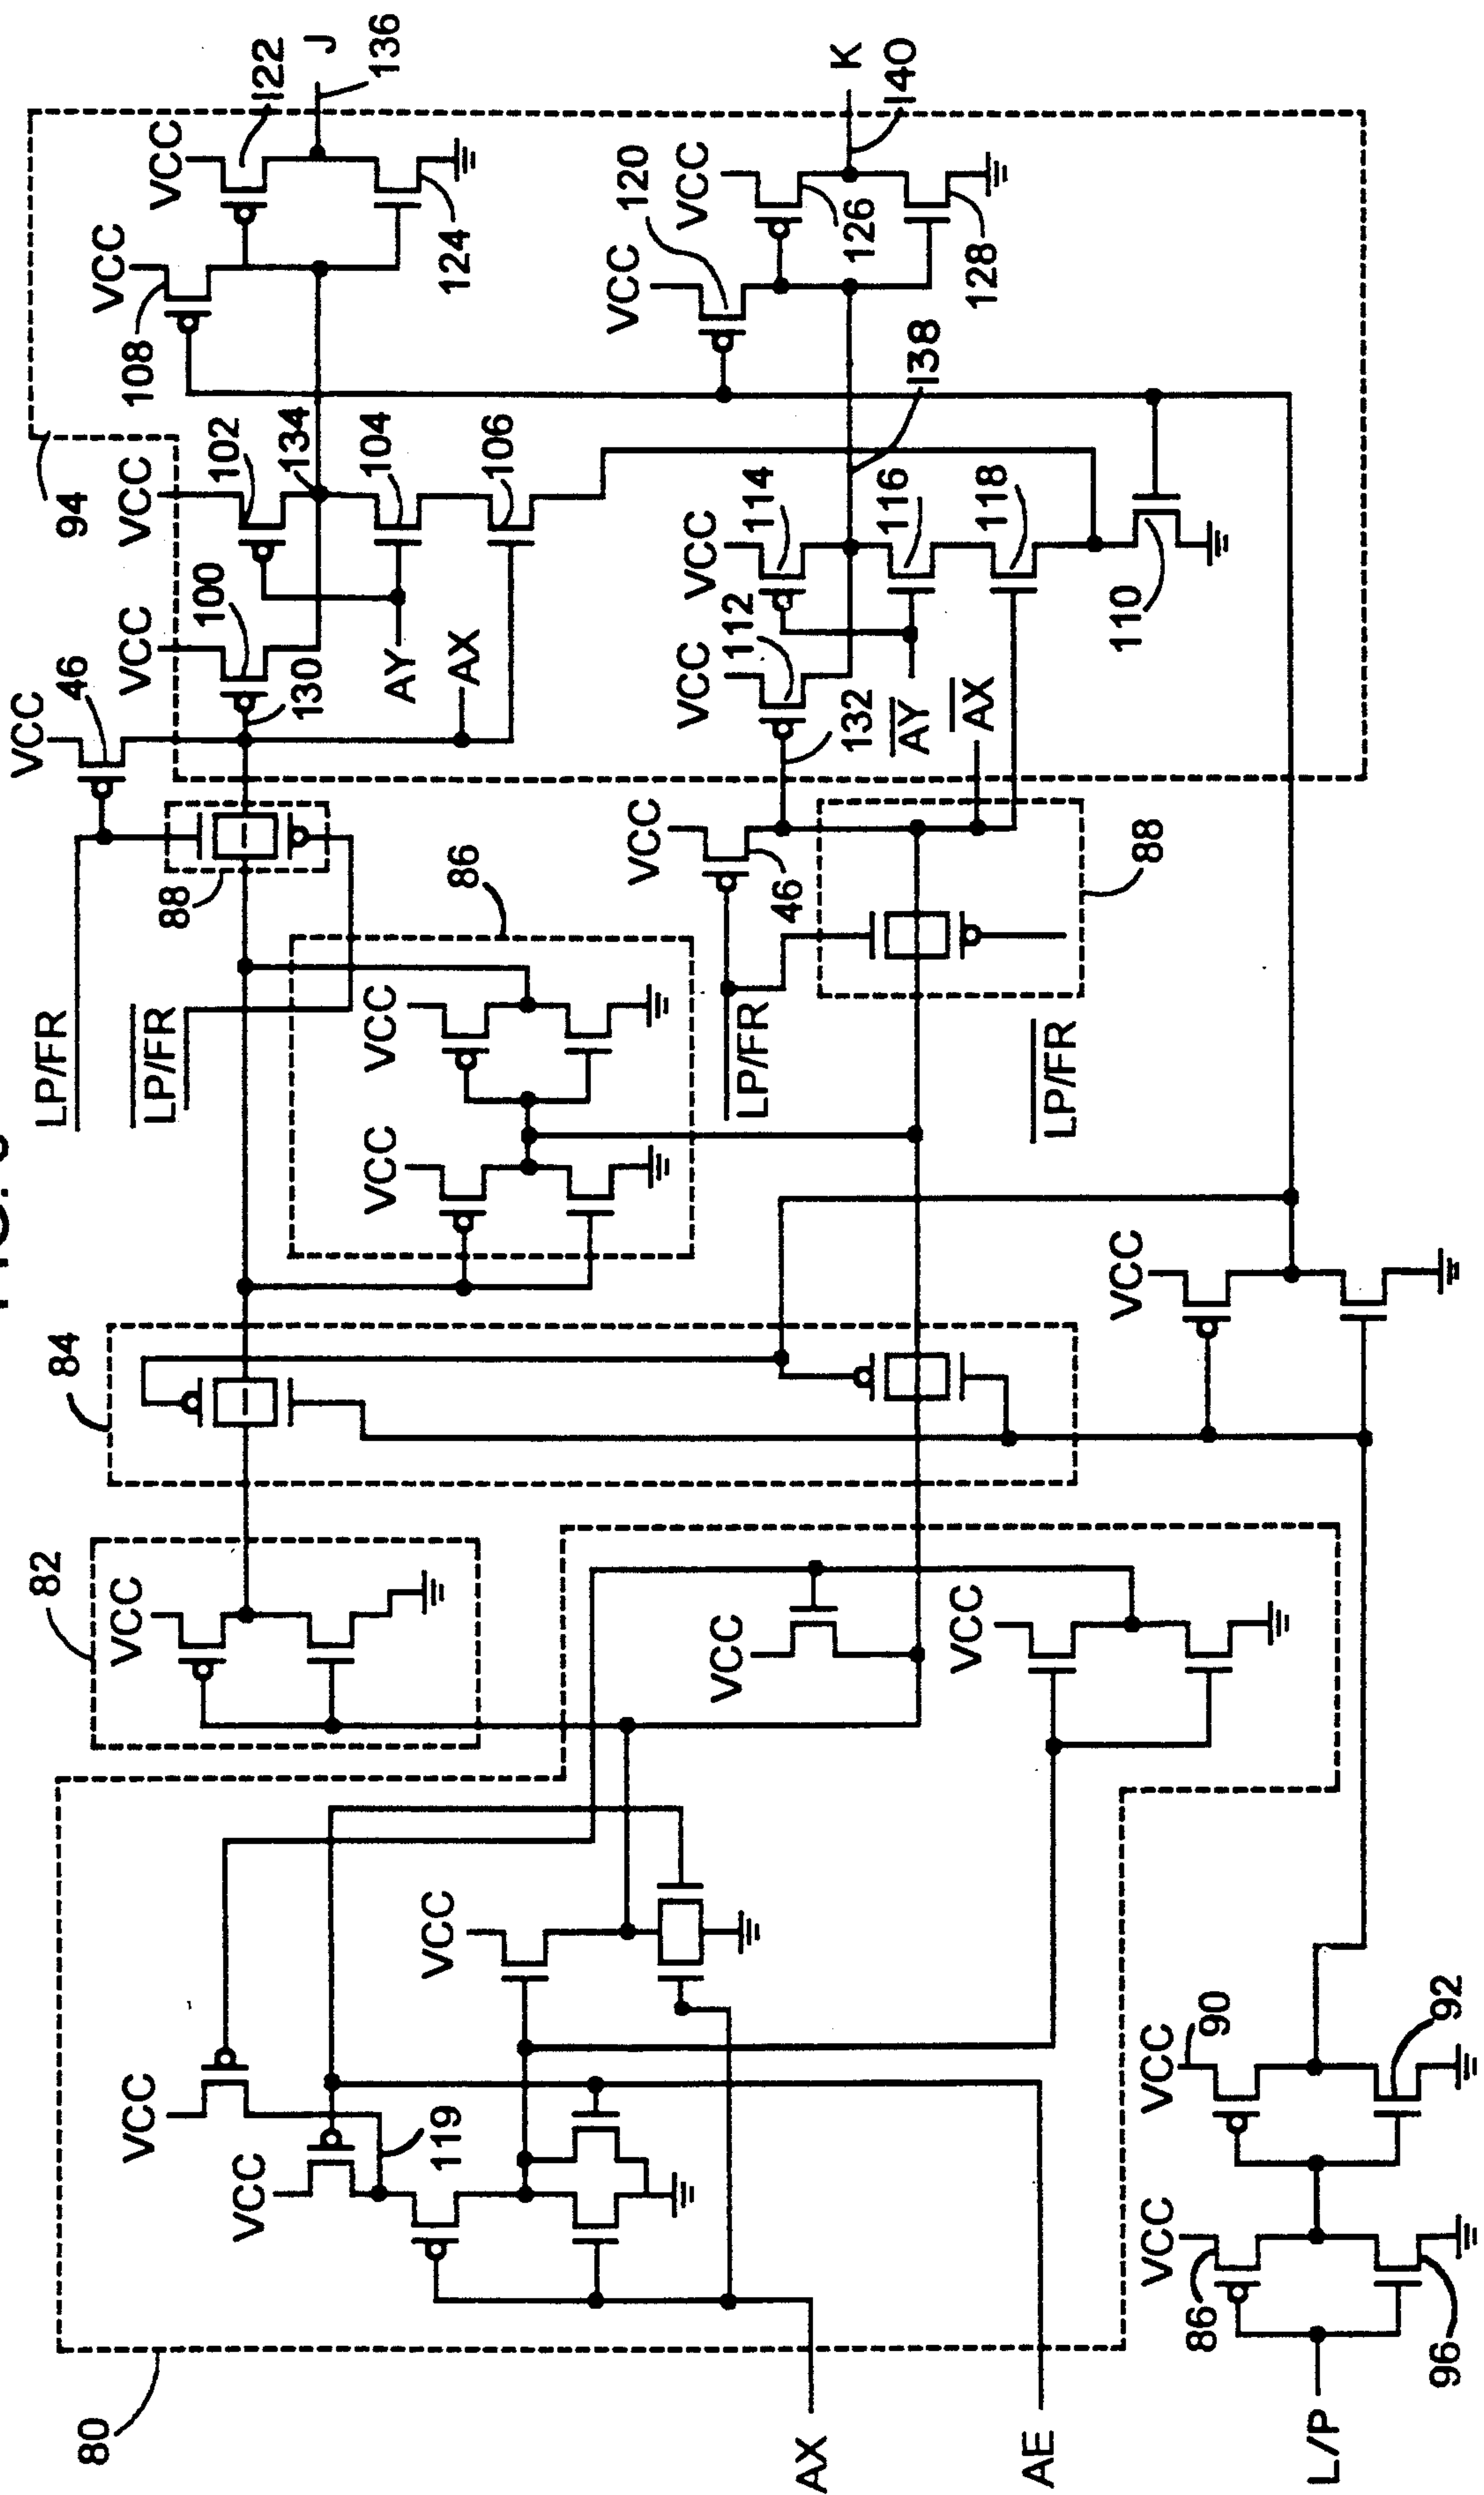 LP/FR
LP/FR
94
46
VCC
VCC
VCC
VCC
VCC
J
136
122
108
102
134
104
106
124
100
130
AY
AX
88
86
VCC
VCC
84
82
VCC
K
140
120
VCC
VCC
126
128
138
VCC
114
116
118
VCC
112
110
132
AY
AX
VCC
46
88
LP/FR
LP/FR
VCC
VCC
VCC
VCC
VCC
VCC
119
80
AX
AE
L/P
VCC
90
92
VCC
86
96